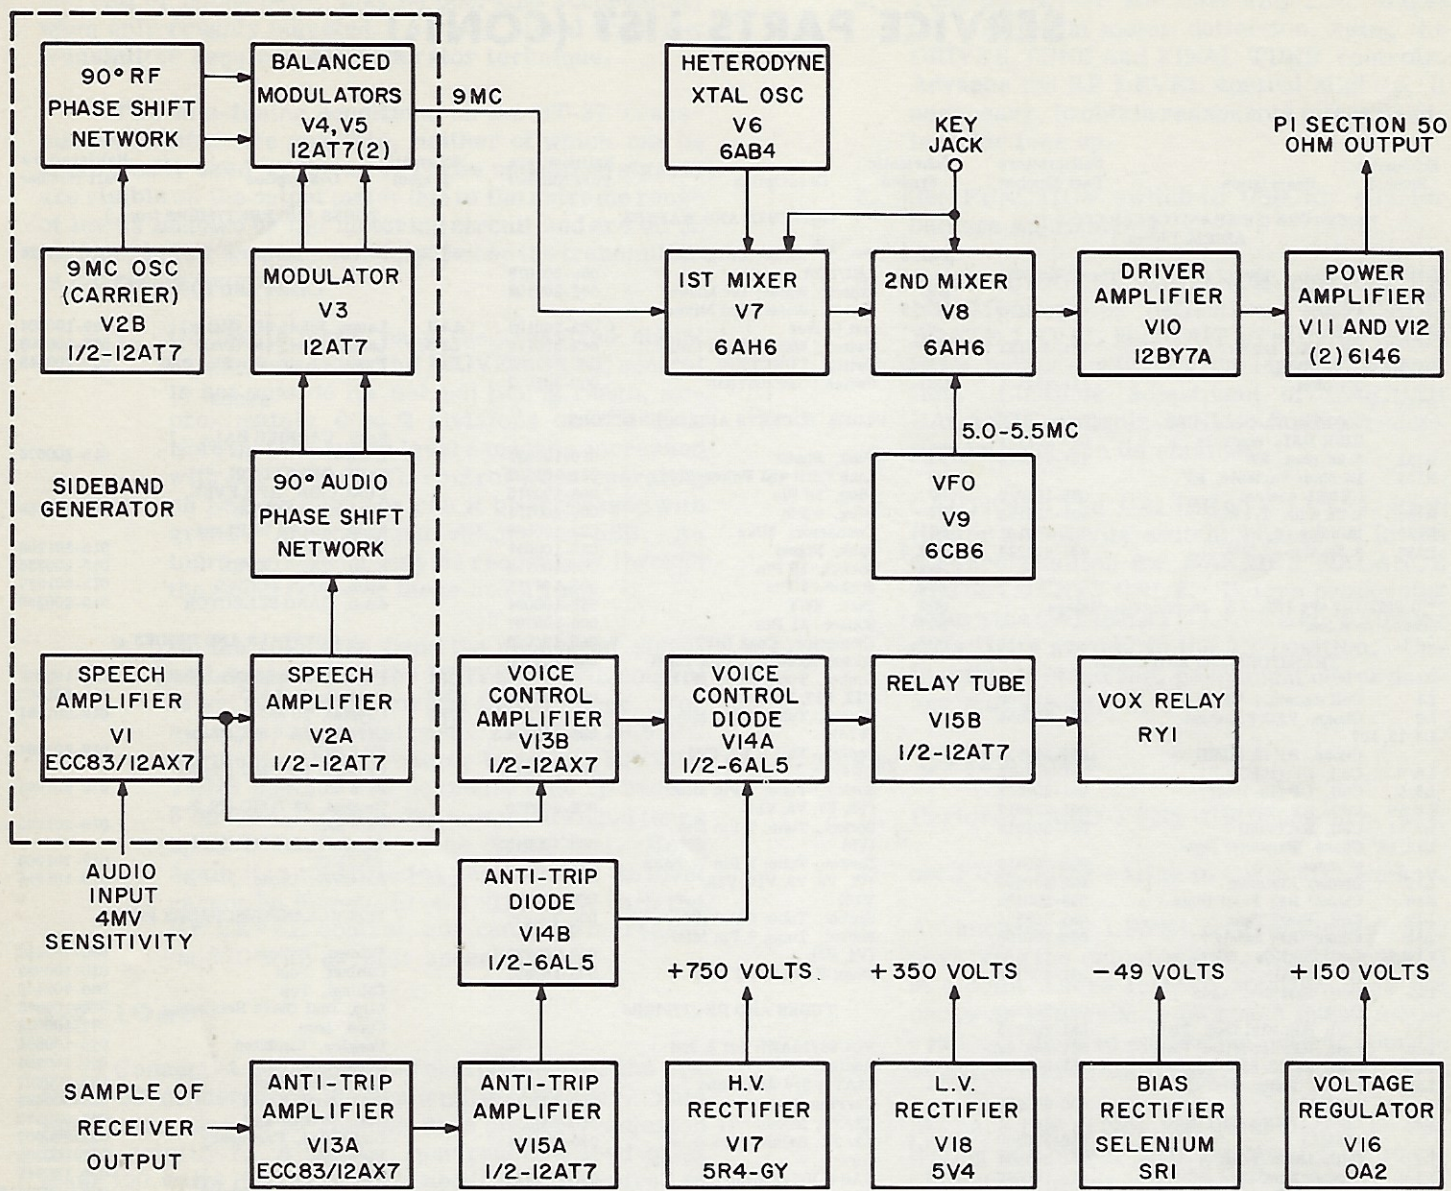 90° RF
PHASE SHIFT
NETWORK
BALANCED
MODULATORS
V4, V5
12AT7(2)
9 MC
HETERODYNE
XTAL OSC
V6
6AB4
KEY
JACK
PI SECTION 50
OHM OUTPUT
9 MC OSC
(CARRIER)
V2B
1/2-12AT7
MODULATOR
V3
12AT7
1ST MIXER
V7
6AH6
2ND MIXER
V8
6AH6
DRIVER
AMPLIFIER
V10
12BY7A
POWER
AMPLIFIER
V11 AND V12
(2) 6146
5.0-5.5MC
SIDEBAND
GENERATOR
90° AUDIO
PHASE SHIFT
NETWORK
VFO
V9
6CB6
SPEECH
AMPLIFIER
V1
ECC83/12AX7
SPEECH
AMPLIFIER
V2A
1/2-12AT7
VOICE
CONTROL
AMPLIFIER
V13B
1/2-12AX7
VOICE
CONTROL
DIODE
V14A
1/2-6AL5
RELAY TUBE
V15B
1/2-12AT7
VOX RELAY
RY1
AUDIO
INPUT
4MV
SENSITIVITY
ANTI-TRIP
DIODE
V14B
1/2-6AL5
+750 VOLTS
+350 VOLTS
-49 VOLTS
+150 VOLTS
SAMPLE OF
RECEIVER
OUTPUT
ANTI-TRIP
AMPLIFIER
V13A
ECC83/12AX7
ANTI-TRIP
AMPLIFIER
V15A
1/2-12AT7
H.V.
RECTIFIER
V17
5R4-GY
L.V.
RECTIFIER
V18
5V4
BIAS
RECTIFIER
SELENIUM
SR1
VOLTAGE
REGULATOR
V16
OA2